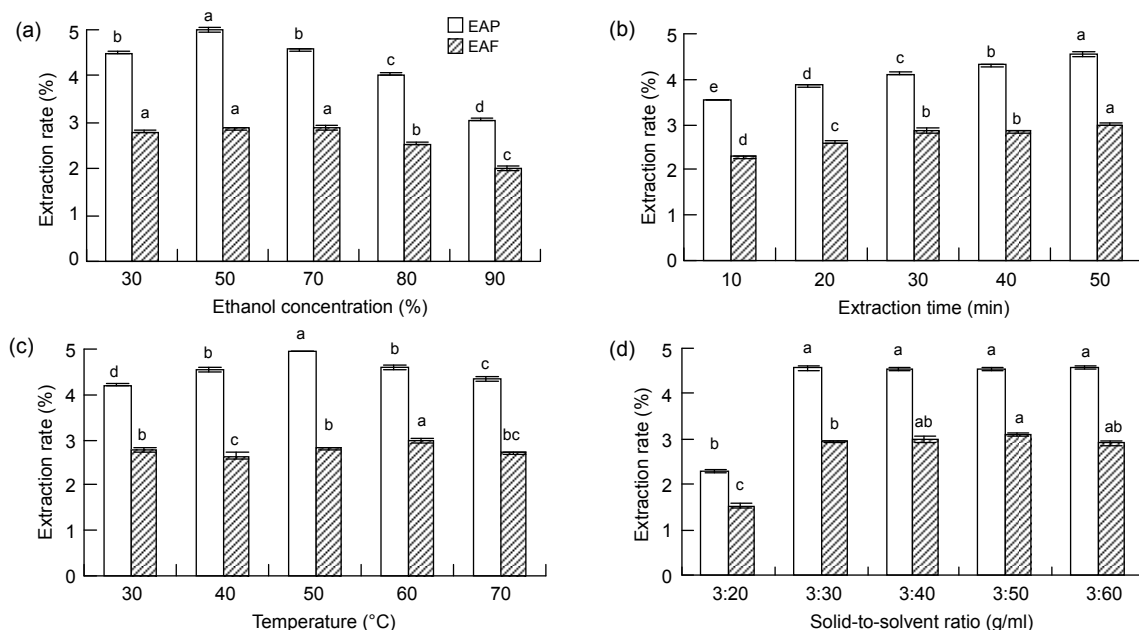 (a)
EAP
EAF
Extraction rate (%)
5
4
3
2
1
0
b
a
a
a
b
a
c
b
d
c
30 50 70 80 90
Ethanol concentration (%)
(b)
Extraction rate (%)
5
4
3
2
1
0
e
d
d
c
c
b
b
b
a
a
10 20 30 40 50
Extraction time (min)
(c)
Extraction rate (%)
5
4
3
2
1
0
d
b
b
c
a
b
b
a
c
bc
30 40 50 60 70
Temperature (°C)
(d)
Extraction rate (%)
5
4
3
2
1
0
b
c
a
b
a
ab
a
a
a
ab
3:20 3:30 3:40 3:50 3:60
Solid-to-solvent ratio (g/ml)